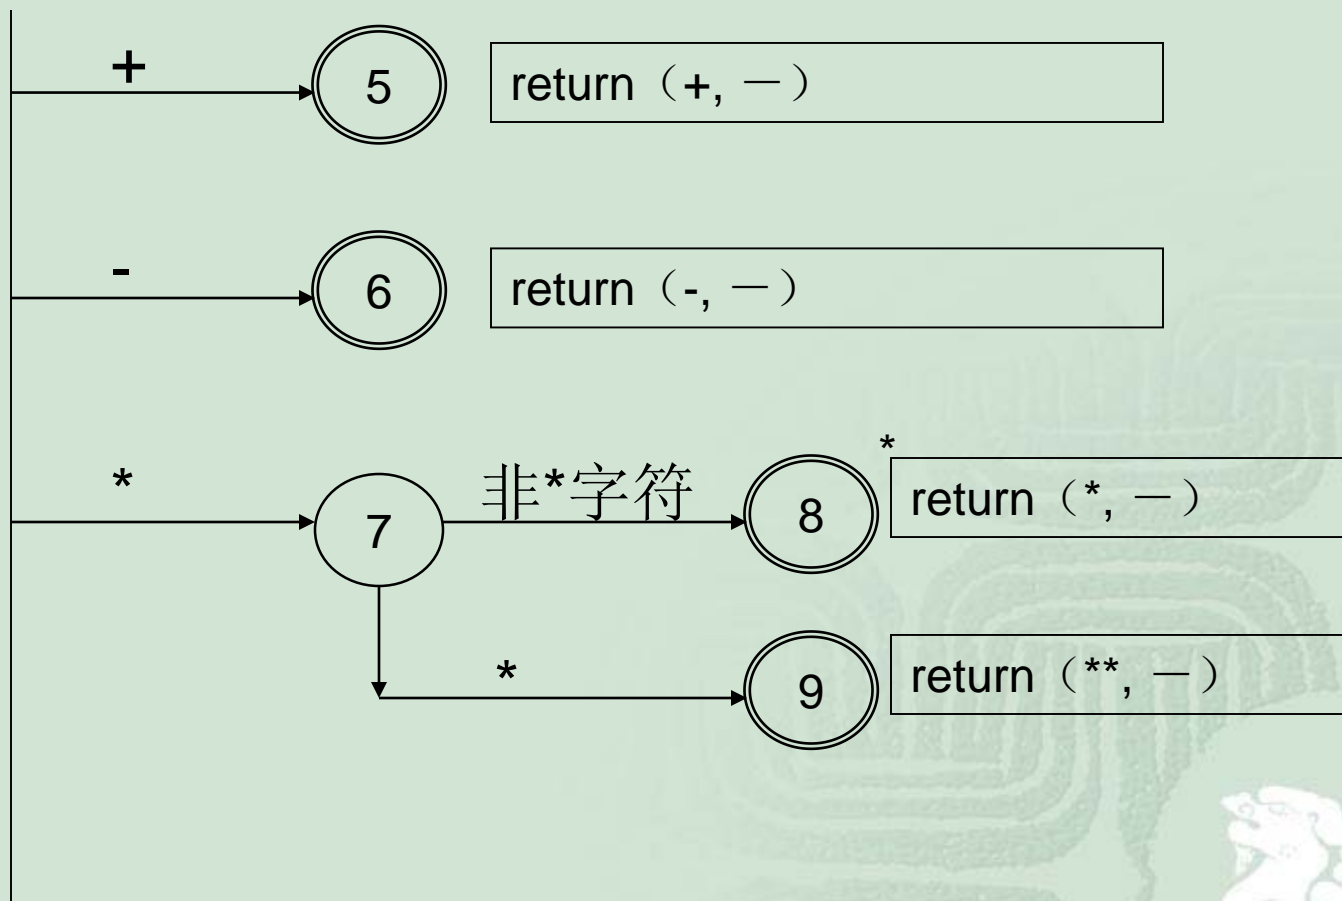 +
5
return（+, －）
-
6
return（-, －）
*
7
非*字符
8
*
return（*, －）
*
9
return（**, －）